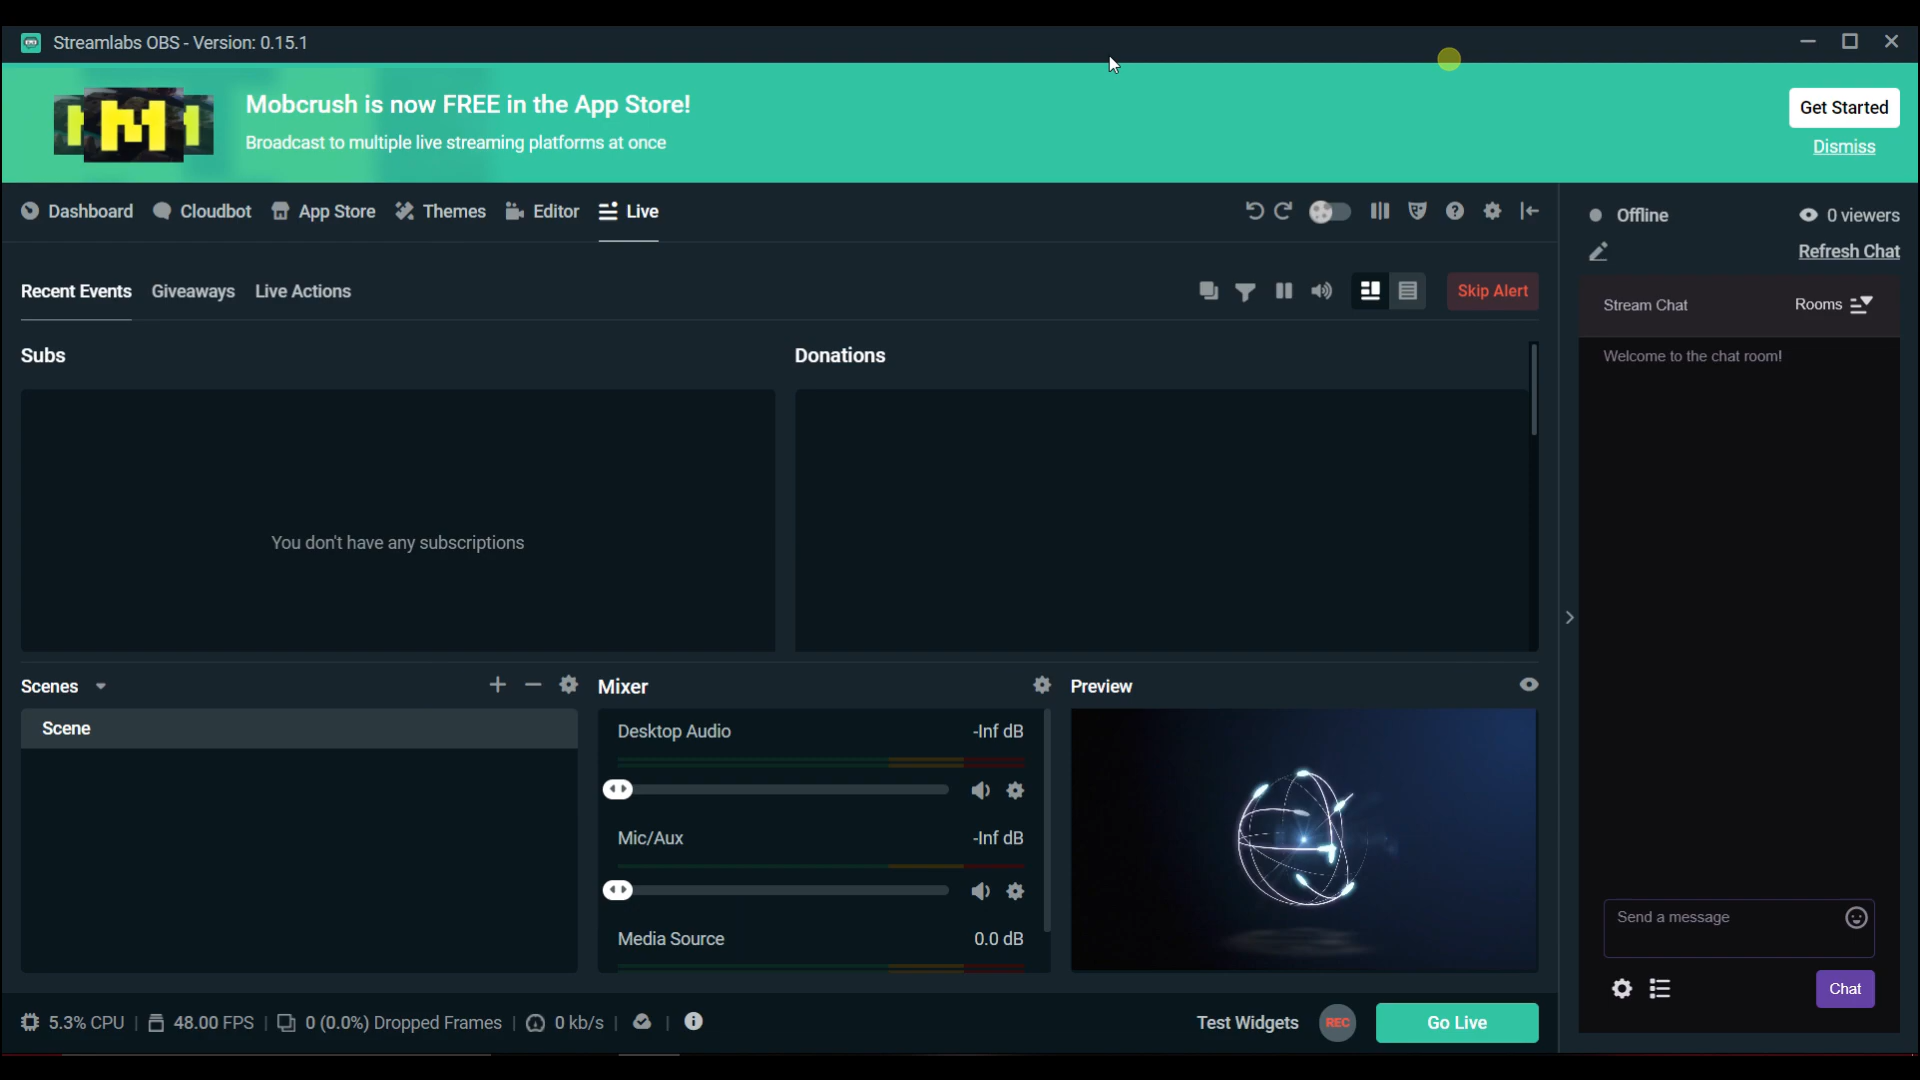 Streamlabs OBS - Version: 0.15.1
M
Mobcrush is now FREE in the App Store!
Broadcast to multiple live streaming platforms at once
Get Started
Dismiss
Dashboard Cloudbot App Store Themes Editor Live
Offline 0 viewers
Refresh Chat
Recent Events Giveaways Live Actions
Skip Alert
Stream Chat Rooms
Welcome to the chat room!
Subs Donations
You don't have any subscriptions
Scenes Mixer Preview
Scene
Desktop Audio -Inf dB
Mic/Aux -Inf dB
Media Source 0.0 dB
Send a message
Chat
5.3% CPU | 48.00 FPS | 0 (0.0%) Dropped Frames | 0 kb/s | |
Test Widgets REC Go Live